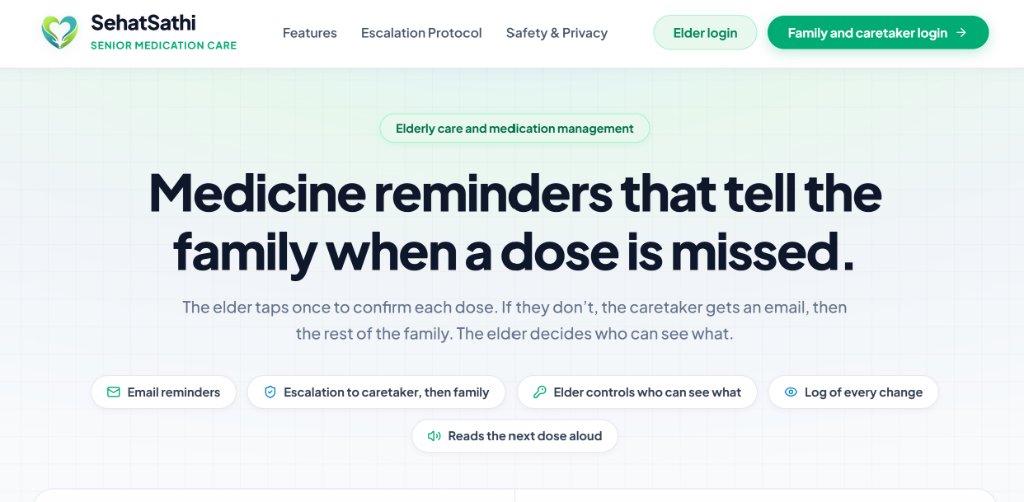 SehatSathi
SENIOR MEDICATION CARE
Features
Escalation Protocol
Safety & Privacy
Elder login
Family and caretaker login →
Elderly care and medication management
Medicine reminders that tell the
family when a dose is missed.
The elder taps once to confirm each dose. If they don’t, the caretaker gets an email, then
the rest of the family. The elder decides who can see what.
Email reminders
Escalation to caretaker, then family
Elder controls who can see what
Log of every change
Reads the next dose aloud